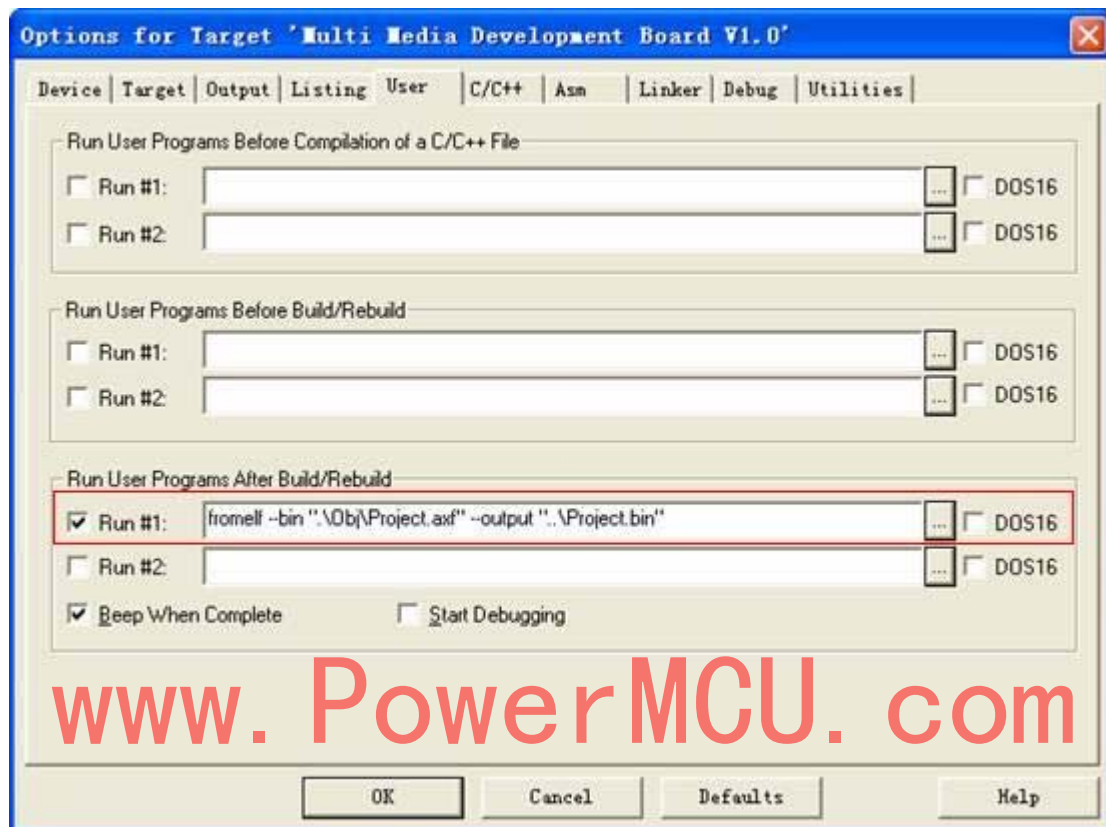 Options for Target 'Multi Media Development Board V1.0'
Device Target Output Listing User C/C++ Asm Linker Debug Utilities
Run User Programs Before Compilation of a C/C++ File
Run #1: ... DOS16
Run #2: ... DOS16
Run User Programs Before Build/Rebuild
Run #1: ... DOS16
Run #2: ... DOS16
Run User Programs After Build/Rebuild
Run #1: fromelf --bin ".\Obj\Project.axf" --output "..\Project.bin" ... DOS16
Run #2: ... DOS16
Beep When Complete Start Debugging
www.PowerMCU.com
OK Cancel Defaults Help